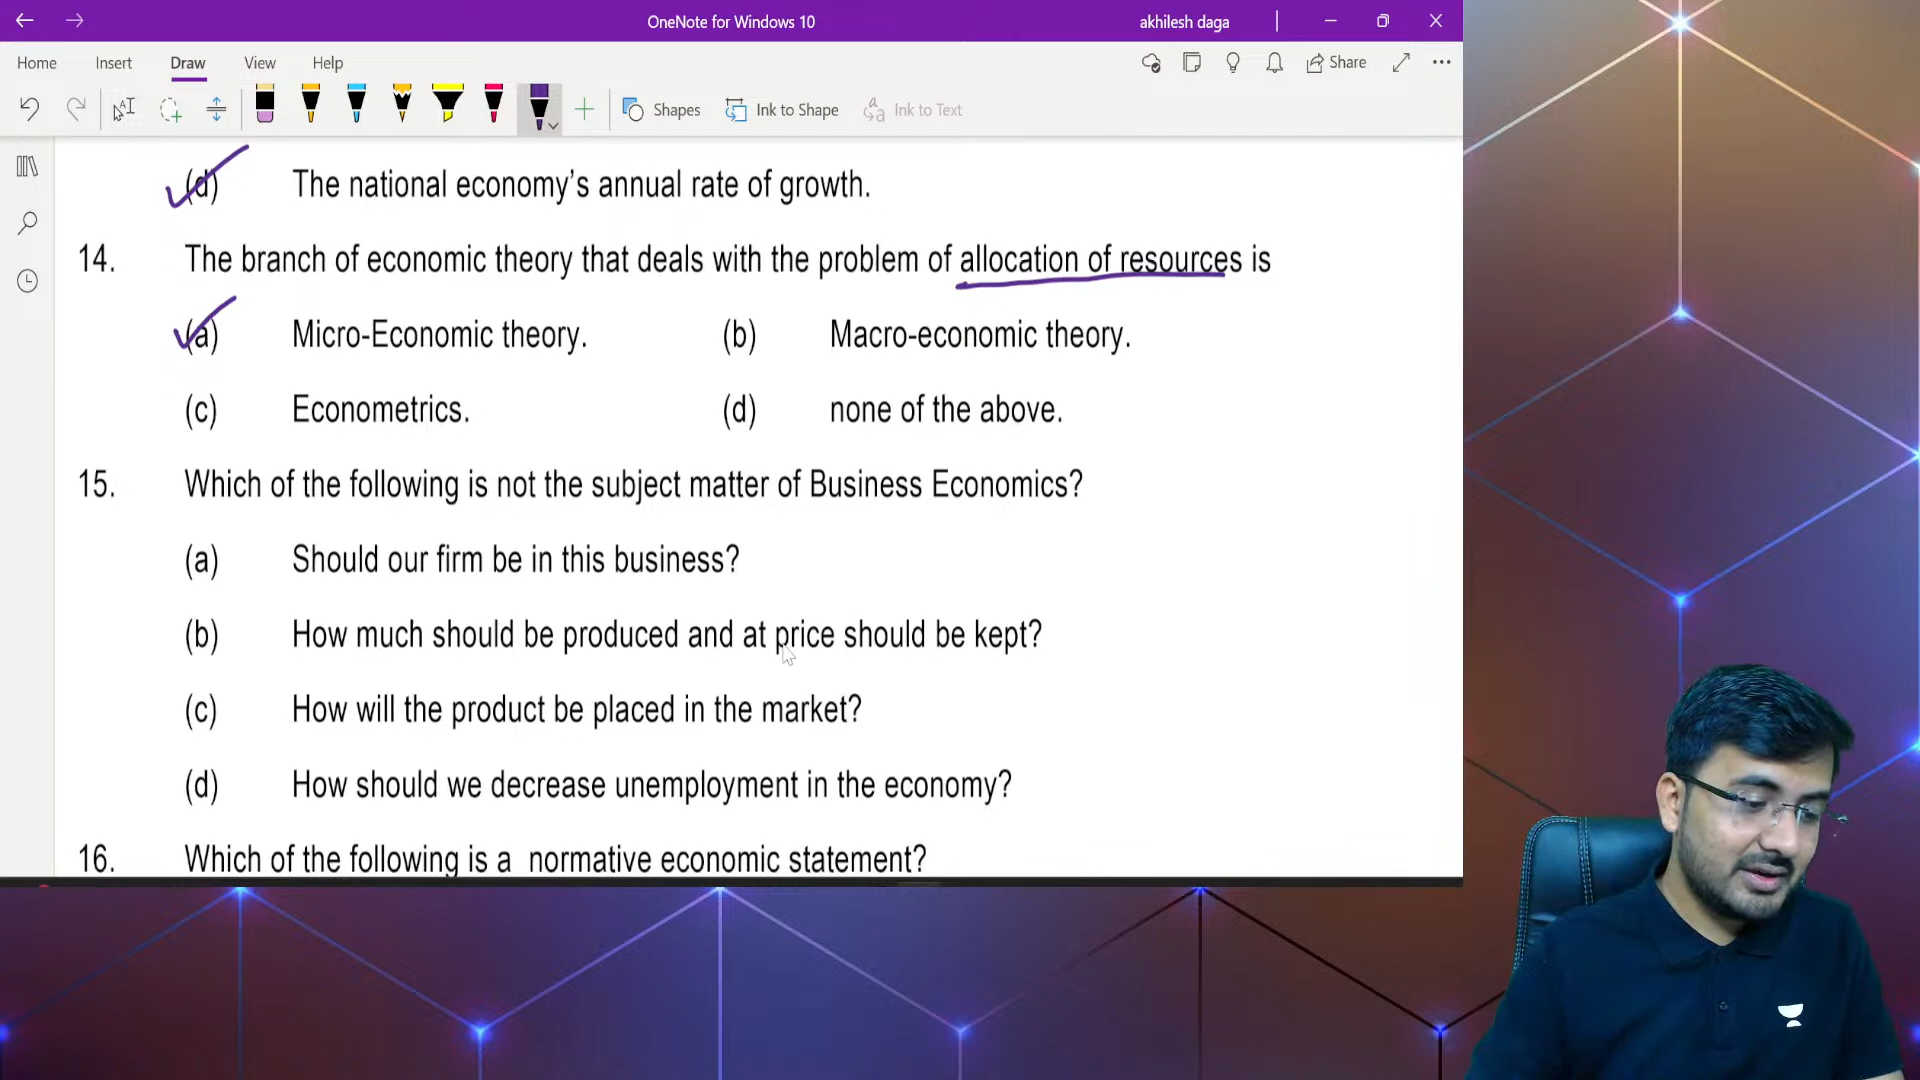 OneNote for Windows 10
akhilesh daga
Home Insert Draw View Help
Share
Shapes Ink to Shape Ink to Text
(d) The national economy's annual rate of growth.
14. The branch of economic theory that deals with the problem of allocation of resources is
(a) Micro-Economic theory. (b) Macro-economic theory.
(c) Econometrics. (d) none of the above.
15. Which of the following is not the subject matter of Business Economics?
(a) Should our firm be in this business?
(b) How much should be produced and at price should be kept?
(c) How will the product be placed in the market?
(d) How should we decrease unemployment in the economy?
16. Which of the following is a normative economic statement?